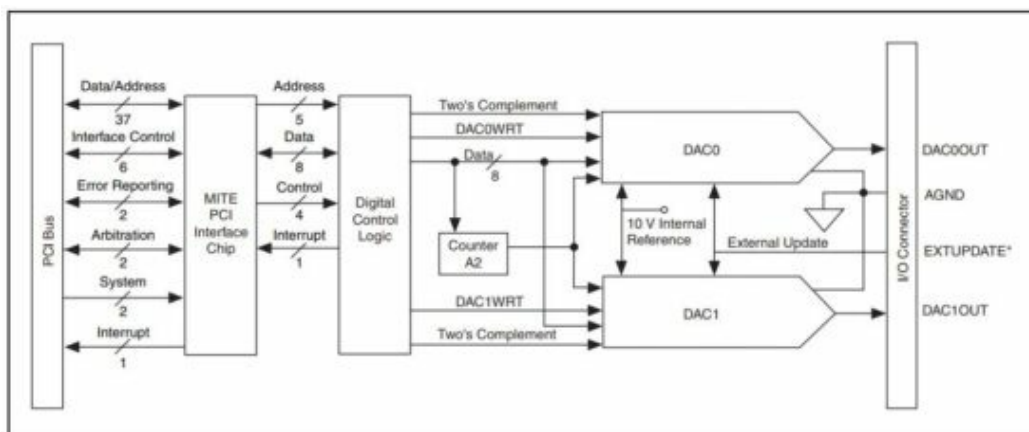 PCI Bus
Data/Address
37
Interface Control
6
Error Reporting
2
Arbitration
2
System
2
Interrupt
1
MITE
PCI
Interface
Chip
Address
5
Data
8
Control
4
Interrupt
1
Digital
Control
Logic
Two's Complement
DAC0WRT
Data
8
Counter
A2
DAC1WRT
Two's Complement
DAC0
10 V Internal
Reference
External Update
DAC1
I/O Connector
DAC0OUT
AGND
EXTUPDATE*
DAC1OUT